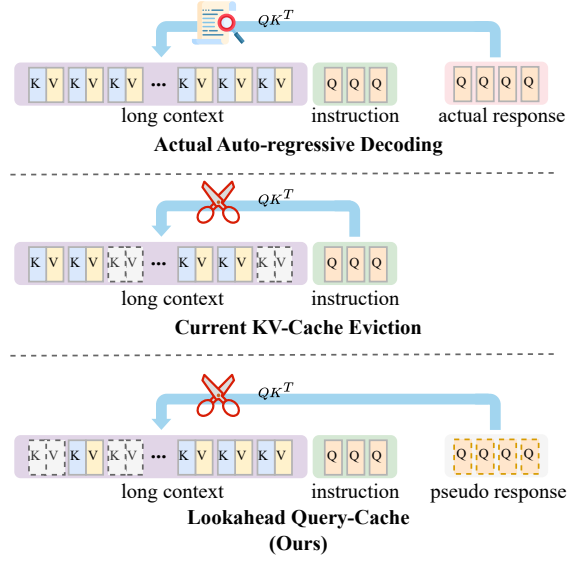 QK^T
K V K V K V ... K V K V K V Q Q Q Q Q Q Q
long context instruction actual response
Actual Auto-regressive Decoding
QK^T
K V K V K V ... K V K V K V Q Q Q
long context instruction
Current KV-Cache Eviction
QK^T
K V K V K V ... K V K V K V Q Q Q Q Q Q Q
long context instruction pseudo response
Lookahead Query-Cache
(Ours)